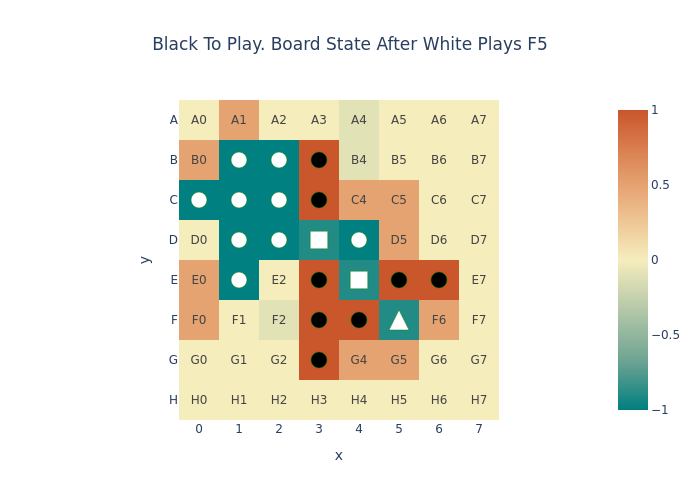 Black To Play. Board State After White Plays F5
A A0 A1 A2 A3 A4 A5 A6 A7 1
B B0 B4 B5 B6 B7
C C4 C5 C6 C7 0.5
D D0 D5 D6 D7
y 0
E E0 E2 E7
F F0 F1 F2 F6 F7 −0.5
G G0 G1 G2 G4 G5 G6 G7
H H0 H1 H2 H3 H4 H5 H6 H7 −1
0 1 2 3 4 5 6 7
x